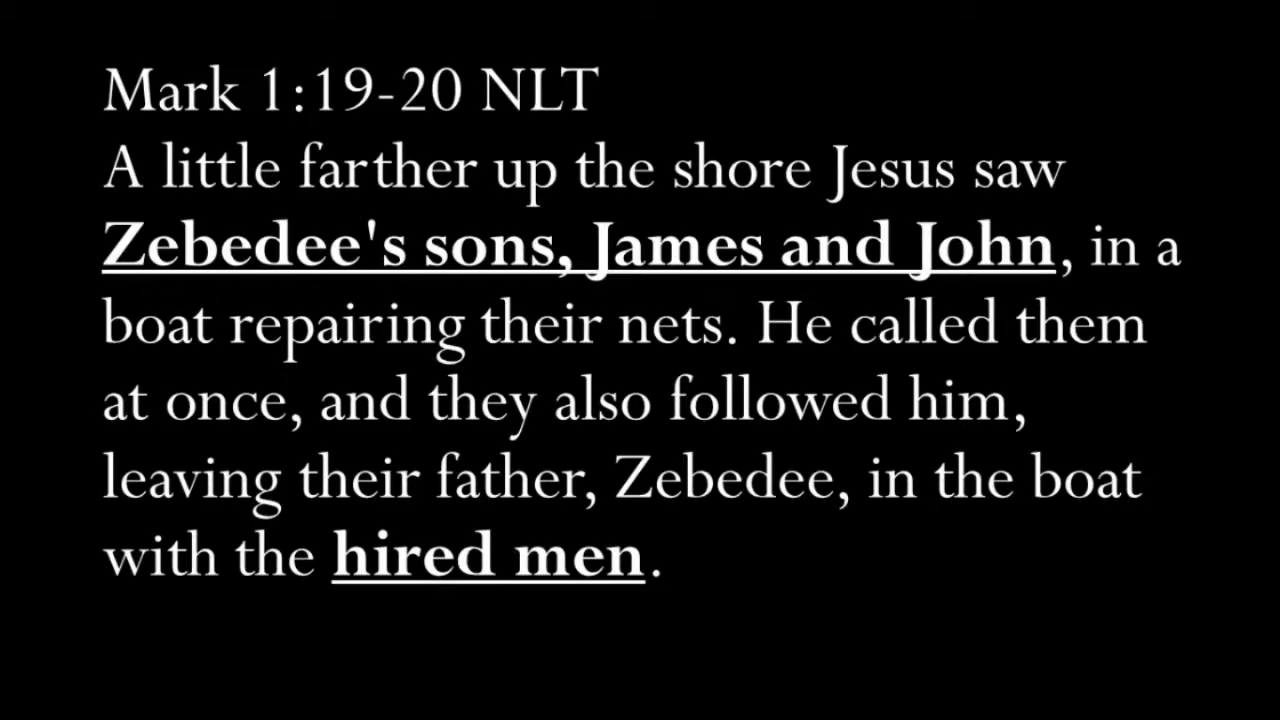 Mark 1:19-20 NLT
A little farther up the shore Jesus saw
Zebedee's sons, James and John, in a
boat repairing their nets. He called them
at once, and they also followed him,
leaving their father, Zebedee, in the boat
with the hired men.